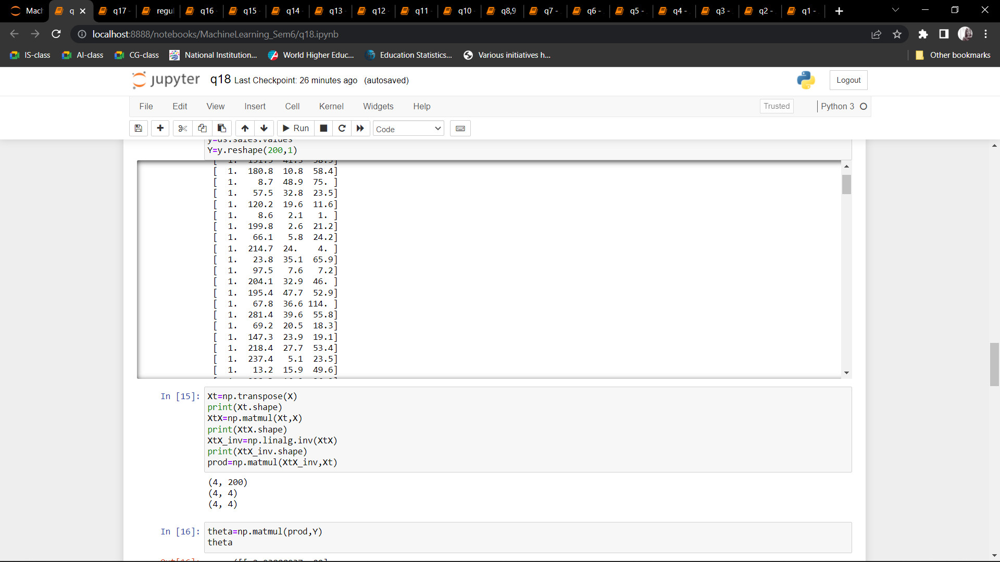 Macl
q
q17 -
regul
q16
q15
q14
q13
q12
q11
q10
q8,9
q7 -
q6 -
q5 -
q4 -
q3 -
q2 -
q1 -
localhost:8888/notebooks/MachineLearning_Sem6/q18.ipynb
IS-class AI-class CG-class National Institution... World Higher Educ... Education Statistics... Various initiatives h... Other bookmarks
jupyter q18 Last Checkpoint: 26 minutes ago (autosaved) Logout
File Edit View Insert Cell Kernel Widgets Help Trusted Python 3
Run Code
y=us.sales.values
Y=y.reshape(200,1)
[ 1. 191.5 41.5 58.5]
[ 1. 180.8 10.8 58.4]
[ 1. 8.7 48.9 75. ]
[ 1. 57.5 32.8 23.5]
[ 1. 120.2 19.6 11.6]
[ 1. 8.6 2.1 1. ]
[ 1. 199.8 2.6 21.2]
[ 1. 66.1 5.8 24.2]
[ 1. 214.7 24. 4. ]
[ 1. 23.8 35.1 65.9]
[ 1. 97.5 7.6 7.2]
[ 1. 204.1 32.9 46. ]
[ 1. 195.4 47.7 52.9]
[ 1. 67.8 36.6 114. ]
[ 1. 281.4 39.6 55.8]
[ 1. 69.2 20.5 18.3]
[ 1. 147.3 23.9 19.1]
[ 1. 218.4 27.7 53.4]
[ 1. 237.4 5.1 23.5]
[ 1. 13.2 15.9 49.6]
In [15]: Xt=np.transpose(X)
print(Xt.shape)
XtX=np.matmul(Xt,X)
print(XtX.shape)
XtX_inv=np.linalg.inv(XtX)
print(XtX_inv.shape)
prod=np.matmul(XtX_inv,Xt)
(4, 200)
(4, 4)
(4, 4)
In [16]: theta=np.matmul(prod,Y)
theta